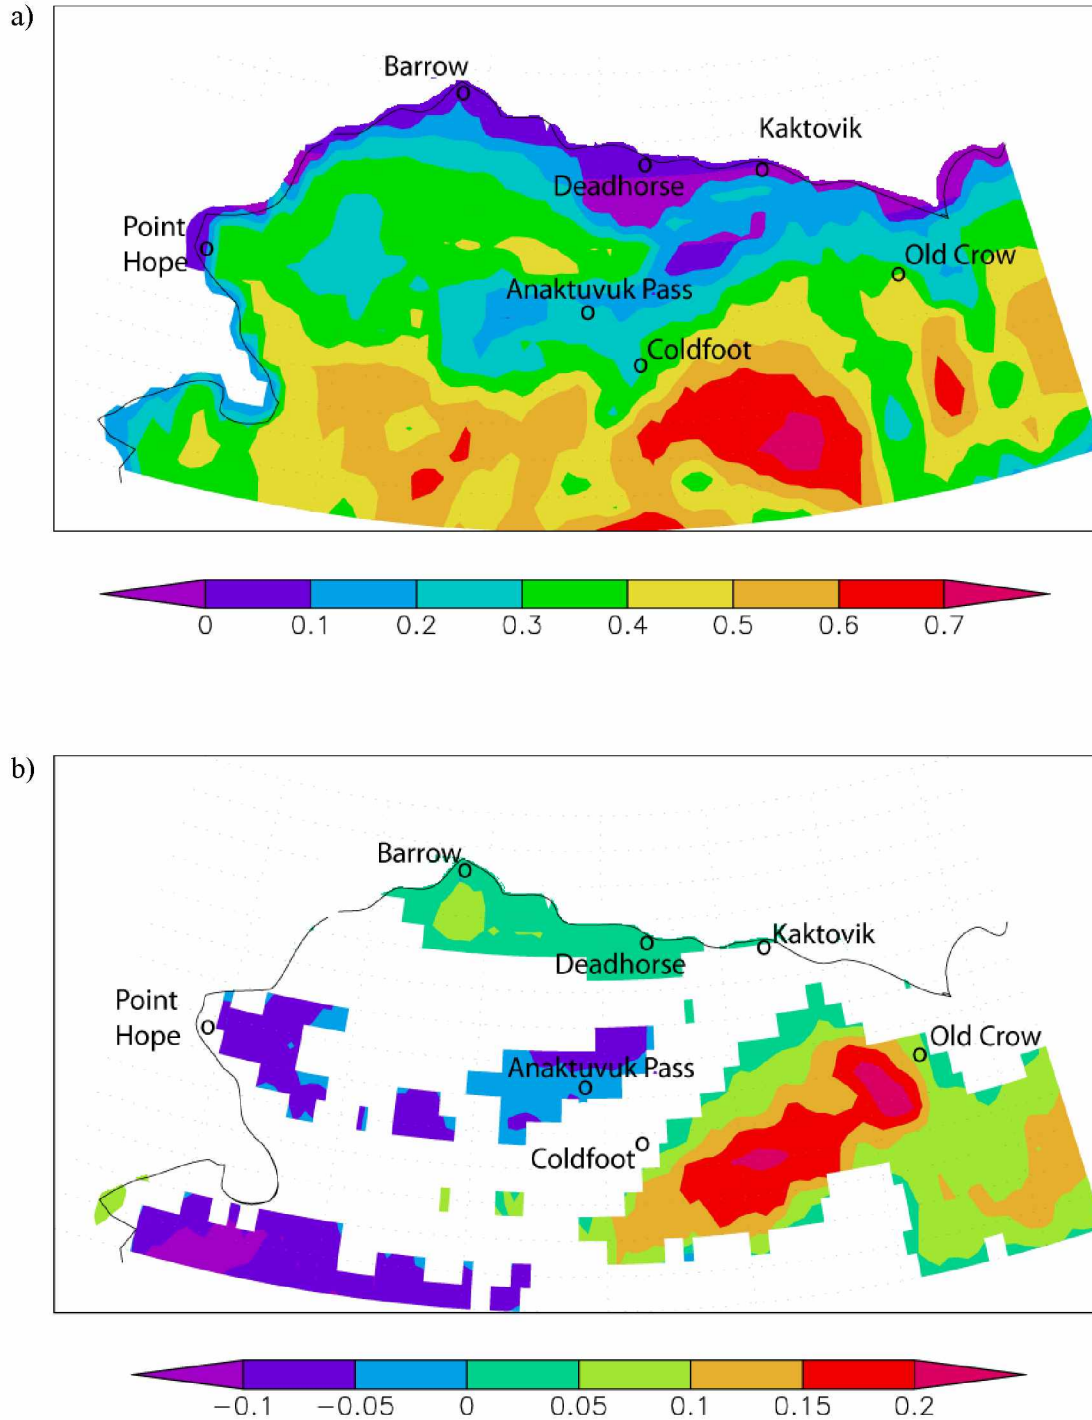 a)
Barrow
Kaktovik
Deadhorse
Point
Hope
Old Crow
Anaktuvuk Pass
Coldfoot
0 0.1 0.2 0.3 0.4 0.5 0.6 0.7
b)
Barrow
Kaktovik
Deadhorse
Point
Hope
Old Crow
Anaktuvuk Pass
Coldfoot
−0.1 −0.05 0 0.05 0.1 0.15 0.2